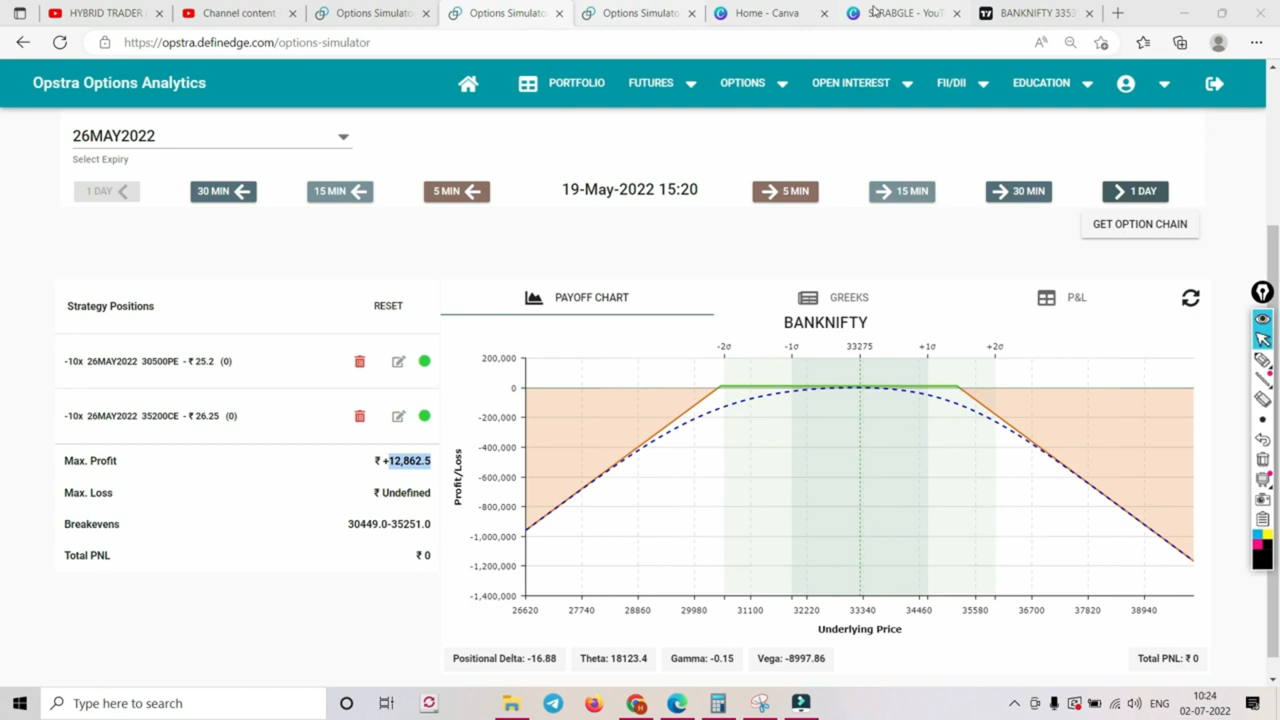 HYBRID TRADER
Channel content
Options Simulato
Options Simulato
Options Simulato
Home - Canva
SCRABGLE - YouT
BANKNIFTY 3353
https://opstra.definedge.com/options-simulator
Opstra Options Analytics
PORTFOLIO
FUTURES
OPTIONS
OPEN INTEREST
FII/DII
EDUCATION
26MAY2022
Select Expiry
1 DAY
30 MIN
15 MIN
5 MIN
19-May-2022 15:20
5 MIN
15 MIN
30 MIN
1 DAY
GET OPTION CHAIN
Strategy Positions
RESET
-10x 26MAY2022 30500PE - ₹ 25.2 (0)
-10x 26MAY2022 35200CE - ₹ 26.25 (0)
Max. Profit ₹ +12,862.5
Max. Loss ₹ Undefined
Breakevens 30449.0-35251.0
Total PNL ₹ 0
PAYOFF CHART
GREEKS
P&L
BANKNIFTY
-2σ -1σ 33275 +1σ +2σ
200,000
0
-200,000
-400,000
-600,000
-800,000
-1,000,000
-1,200,000
-1,400,000
Profit/Loss
26620 27740 28860 29980 31100 32220 33340 34460 35580 36700 37820 38940
Underlying Price
Positional Delta: -16.88
Theta: 18123.4
Gamma: -0.15
Vega: -8997.86
Total PNL: ₹ 0
Type here to search
ENG
10:24
02-07-2022